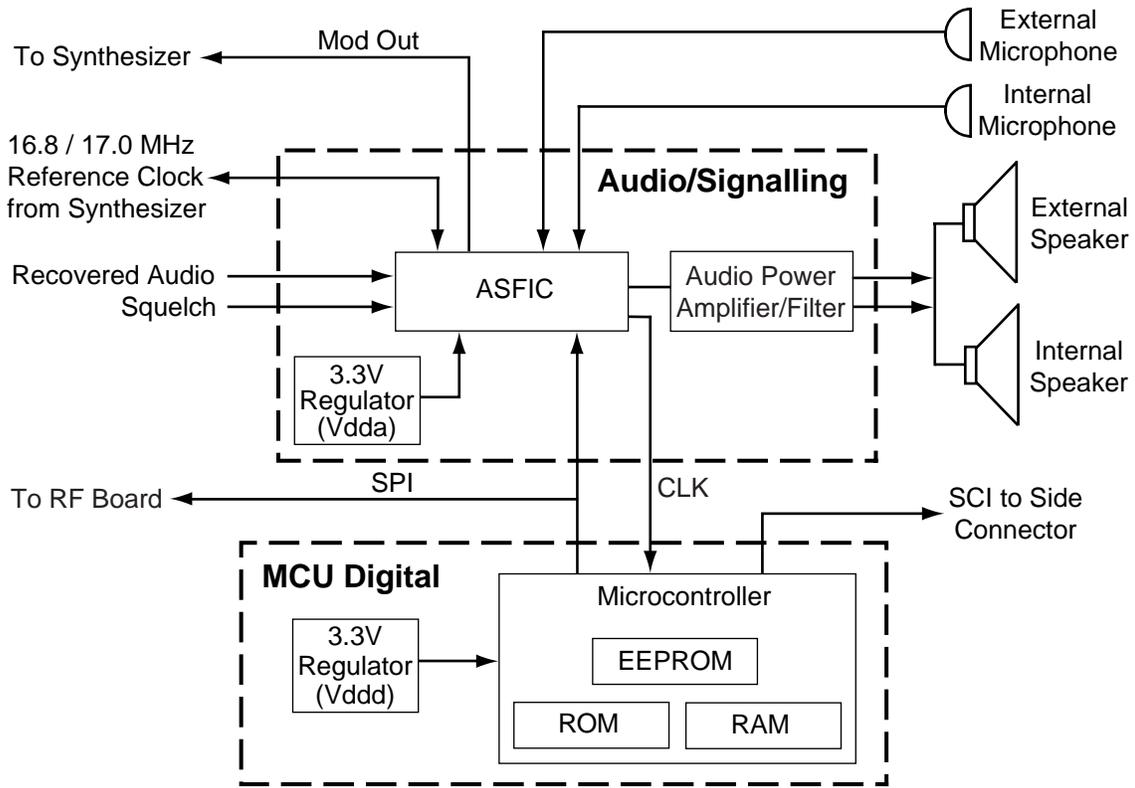 External
Microphone
Mod Out
To Synthesizer
Internal
Microphone
16.8 / 17.0 MHz
Reference Clock
from Synthesizer
Audio/Signalling
External
Speaker
Recovered Audio
Squelch
ASFIC
Audio Power
Amplifier/Filter
Internal
Speaker
3.3V
Regulator
(Vdda)
SPI
CLK
To RF Board
SCI to Side
Connector
MCU Digital
Microcontroller
3.3V
Regulator
(Vddd)
EEPROM
ROM
RAM